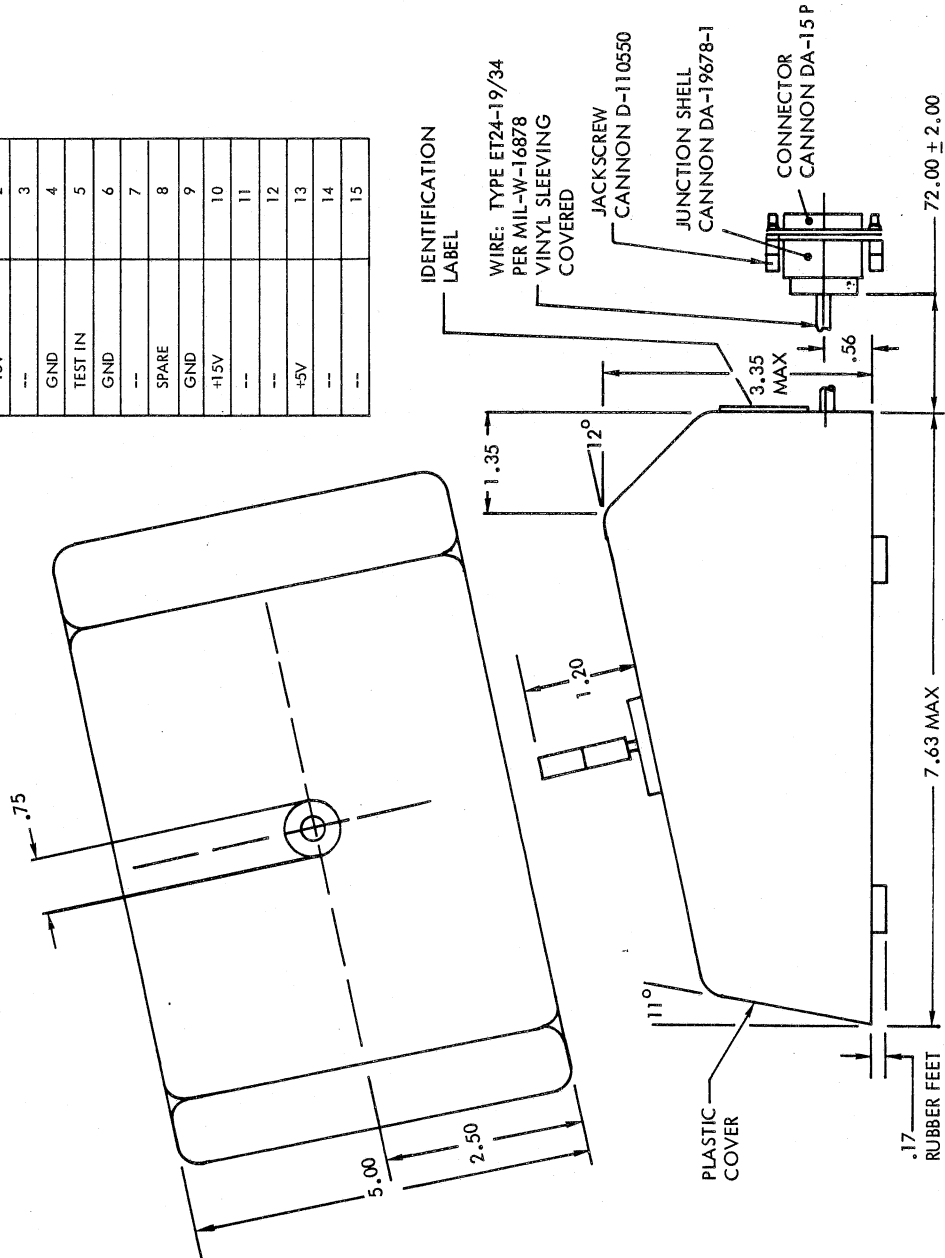 -- 3
GND 4
TEST IN 5
GND 6
-- 7
SPARE 8
GND 9
+15V 10
-- 11
-- 12
+5V 13
-- 14
-- 15
IDENTIFICATION
LABEL
WIRE: TYPE ET24-19/34
PER MIL-W-16878
VINYL SLEEVING
COVERED
JACKSCREW
CANNON D-110550
JUNCTION SHELL
CANNON DA-19678-1
CONNECTOR
CANNON DA-15 P
.75
5.00
2.50
1.35
12°
3.35
MAX
.56
1.20
11°
PLASTIC
COVER
.17
RUBBER FEET
7.63 MAX
72.00 ± 2.00